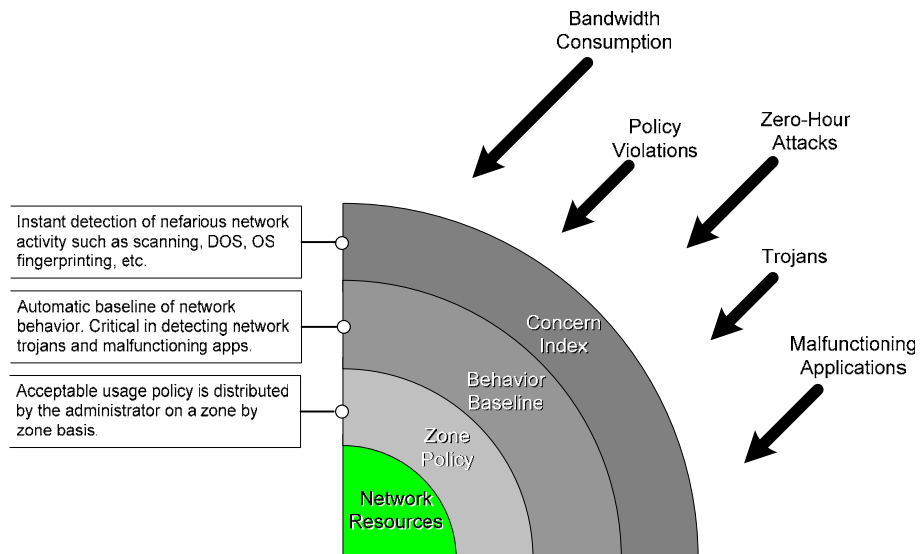 Bandwidth
Consumption
Policy
Violations
Zero-Hour
Attacks
Instant detection of nefarious network
activity such as scanning, DOS, OS
fingerprinting, etc.
Trojans
Automatic baseline of network
behavior. Critical in detecting network
trojans and malfunctioning apps.
Concern
Index
Malfunctioning
Applications
Behavior
Baseline
Acceptable usage policy is distributed
by the administrator on a zone by
zone basis.
Zone
Policy
Network
Resources